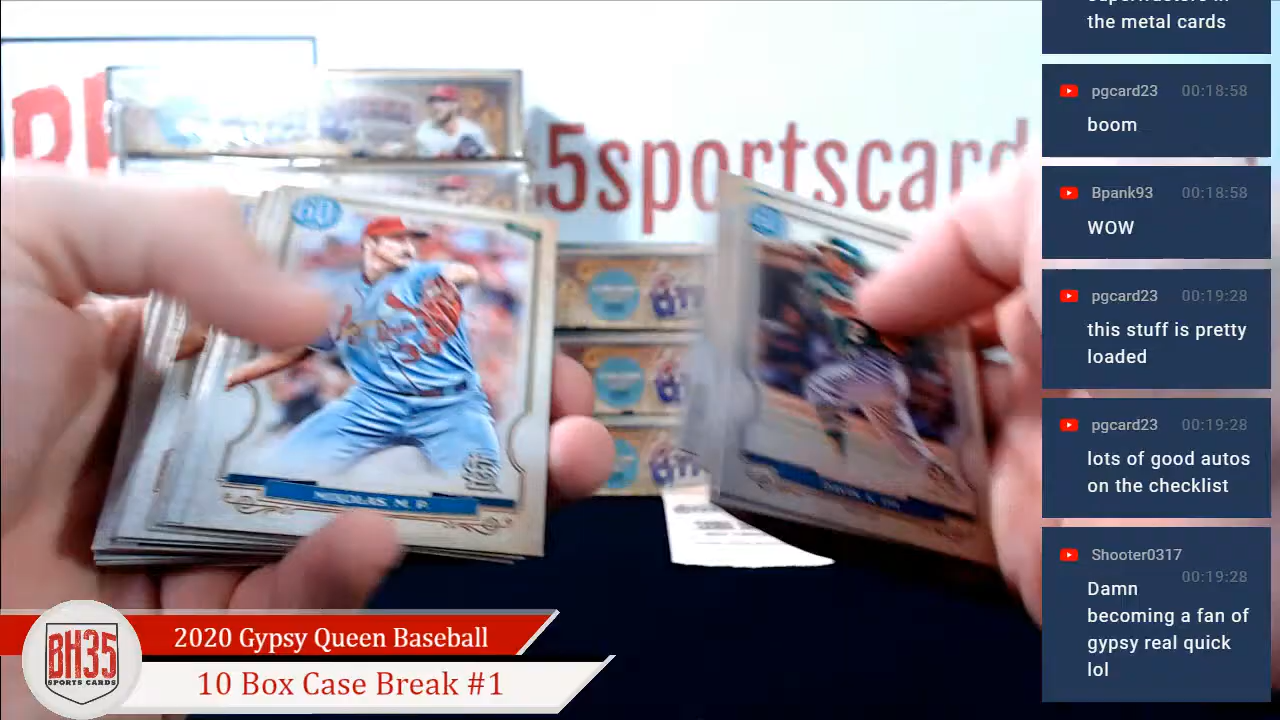 5sportscard
GQ
GQ
NIKOLAS, M. P.
2020 Gypsy Queen Baseball
10 Box Case Break #1
BH35
SPORTS CARDS
the metal cards
pgcard23 00:18:58
boom
Bpank93 00:18:58
WOW
pgcard23 00:19:28
this stuff is pretty
loaded
pgcard23 00:19:28
lots of good autos
on the checklist
Shooter0317
00:19:28
Damn
becoming a fan of
gypsy real quick
lol